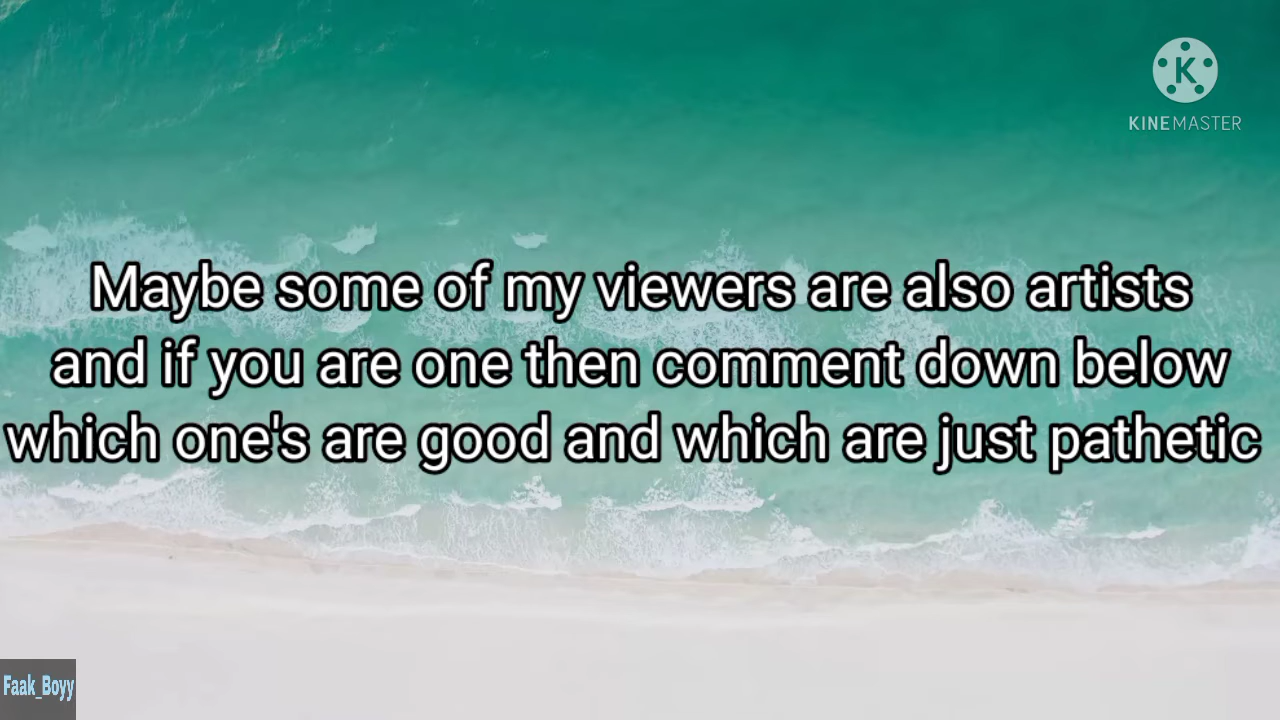 KINEMASTER
Maybe some of my viewers are also artists
and if you are one then comment down below
which one's are good and which are just pathetic
Faak_Boyy